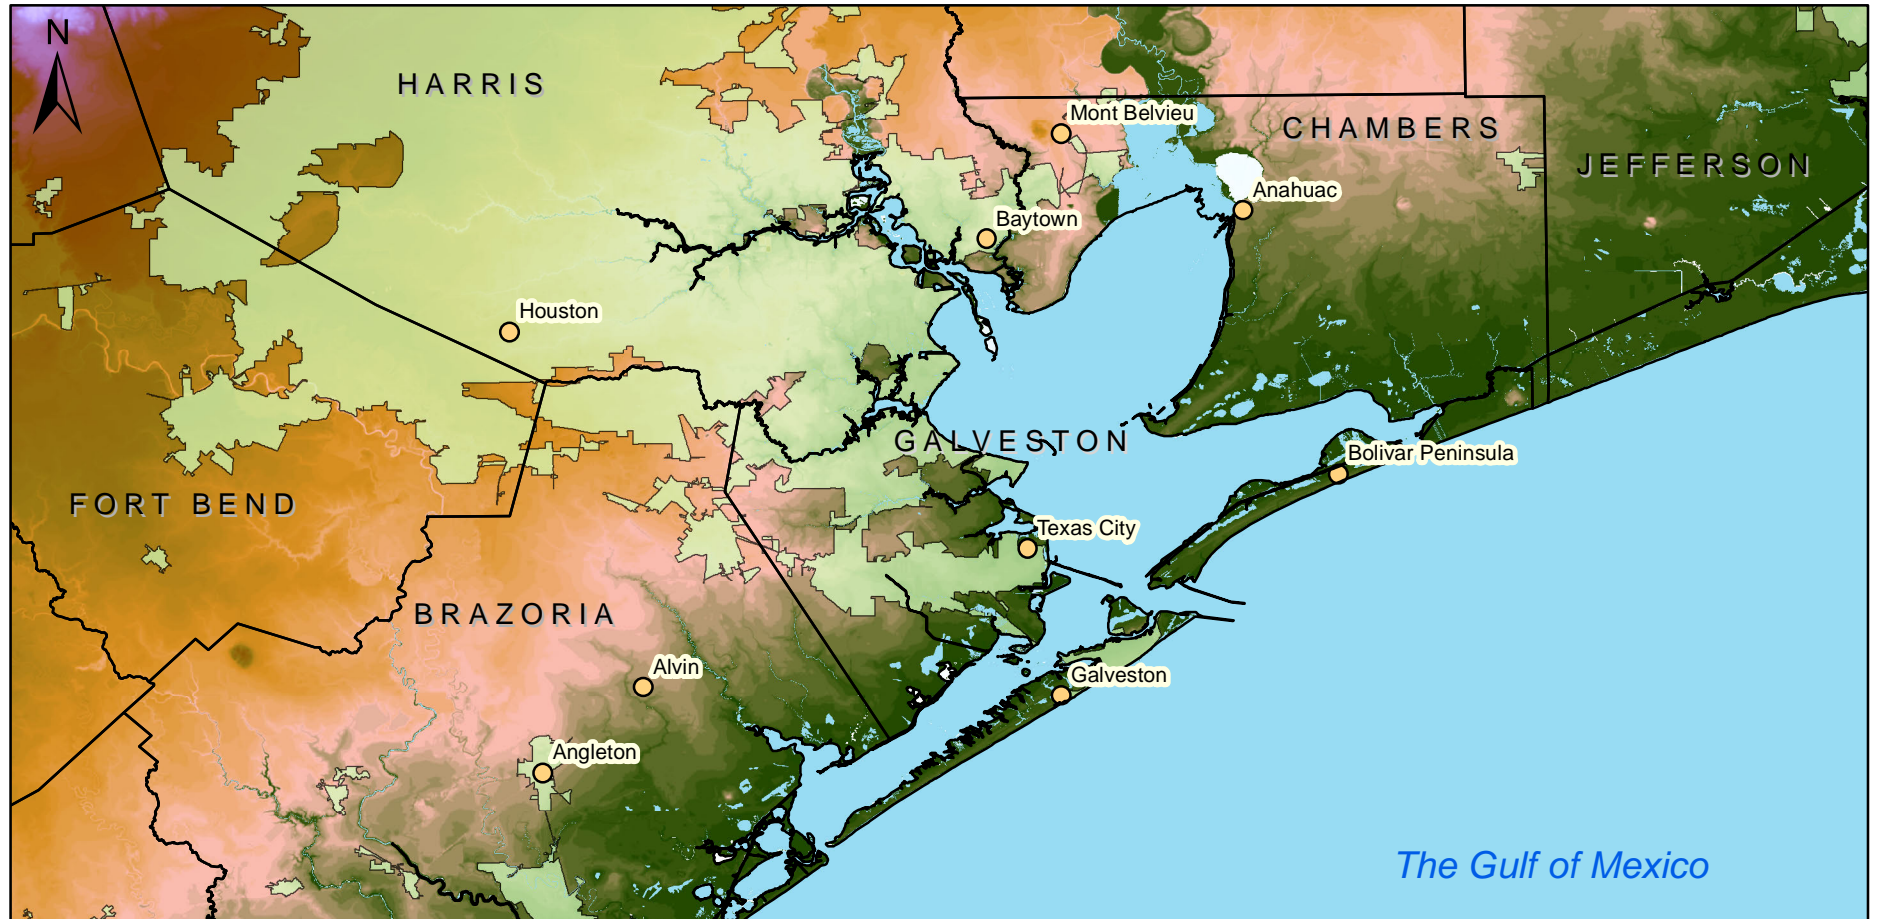 N
HARRIS
Mont Belvieu
CHAMBERS
JEFFERSON
Anahuac
Baytown
Houston
GALVESTON
Bolivar Peninsula
FORT BEND
Texas City
BRAZORIA
Alvin
Galveston
Angleton
The Gulf of Mexico